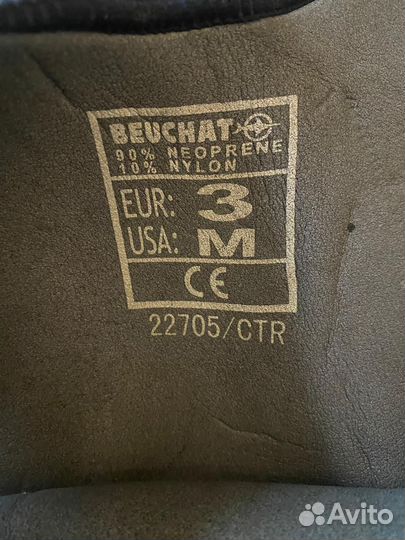 BEUCHAT
90% NEOPRENE
10% NYLON
EUR: 3
USA: M
CE
22705/CTR
Avito